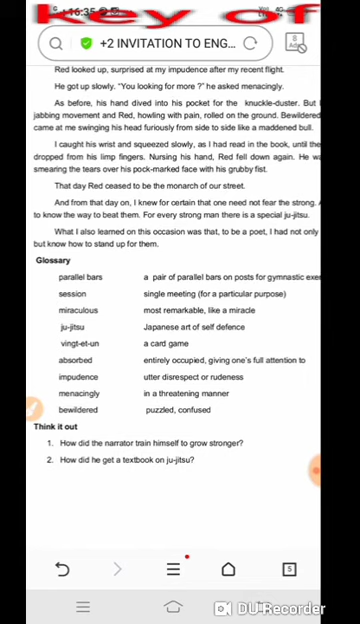 key of
16:35
+2 INVITATION TO ENG...
Red looked up, surprised at my impudence after my recent flight.
He got up slowly. "You looking for more ?" he asked menacingly.
As before, his hand dived into his pocket for the knuckle-duster. But I
jabbing movement and Red, howling with pain, rolled on the ground. Bewildered
came at me swinging his head furiously from side to side like a maddened bull.
I caught his wrist and squeezed slowly, as I had read in the book, until the
dropped from his limp fingers. Nursing his hand, Red fell down again. He wa
smearing the tears over his pock-marked face with his grubby fist.
That day Red ceased to be the monarch of our street.
And from that day on, I knew for certain that one need not fear the strong.
to know the way to beat them. For every strong man there is a special ju-jitsu.
What I also learned on this occasion was that, to be a poet, I had not only
but know how to stand up for them.
Glossary
parallel bars a pair of parallel bars on posts for gymnastic exer
session single meeting (for a particular purpose)
miraculous most remarkable, like a miracle
ju-jitsu Japanese art of self defence
vingt-et-un a card game
absorbed entirely occupied, giving one's full attention to
impudence utter disrespect or rudeness
menacingly in a threatening manner
bewildered puzzled, confused
Think it out
1. How did the narrator train himself to grow stronger?
2. How did he get a textbook on ju-jitsu?
5
DU Recorder